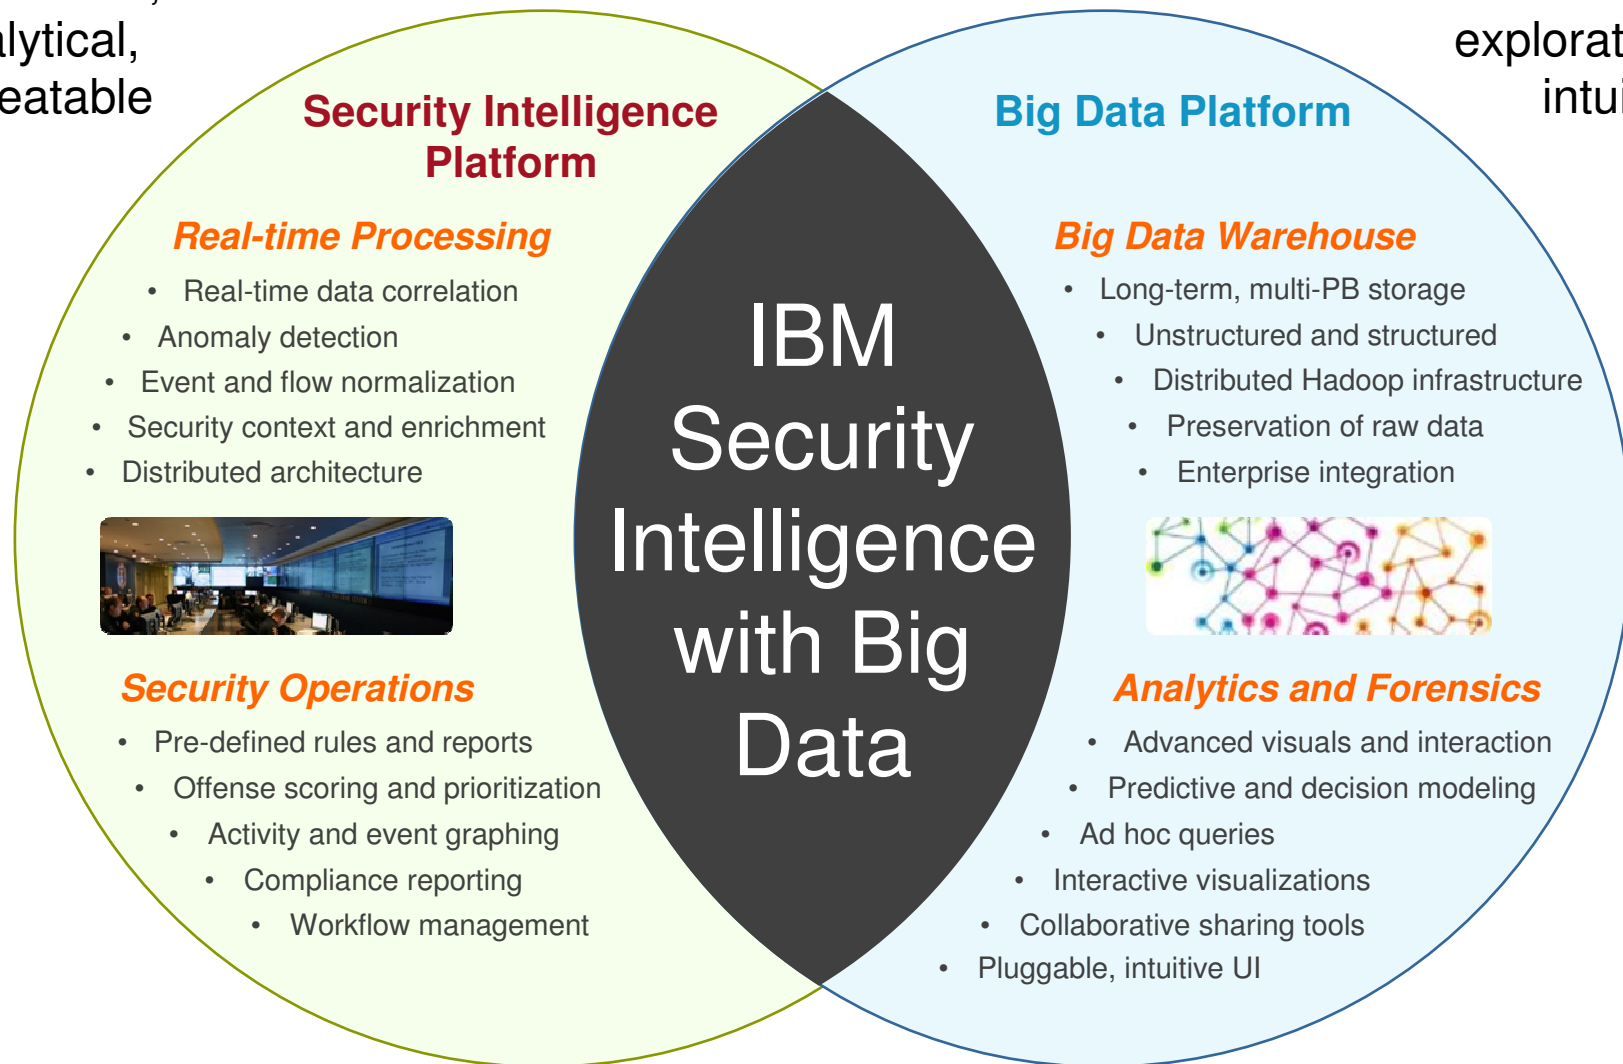 alytical,
eatable
explorat
intui
Security Intelligence
Platform
Real-time Processing
• Real-time data correlation
• Anomaly detection
• Event and flow normalization
• Security context and enrichment
• Distributed architecture
Security Operations
• Pre-defined rules and reports
• Offense scoring and prioritization
• Activity and event graphing
• Compliance reporting
• Workflow management
IBM
Security
Intelligence
with Big
Data
Big Data Platform
Big Data Warehouse
• Long-term, multi-PB storage
• Unstructured and structured
• Distributed Hadoop infrastructure
• Preservation of raw data
• Enterprise integration
Analytics and Forensics
• Advanced visuals and interaction
• Predictive and decision modeling
• Ad hoc queries
• Interactive visualizations
• Collaborative sharing tools
• Pluggable, intuitive UI